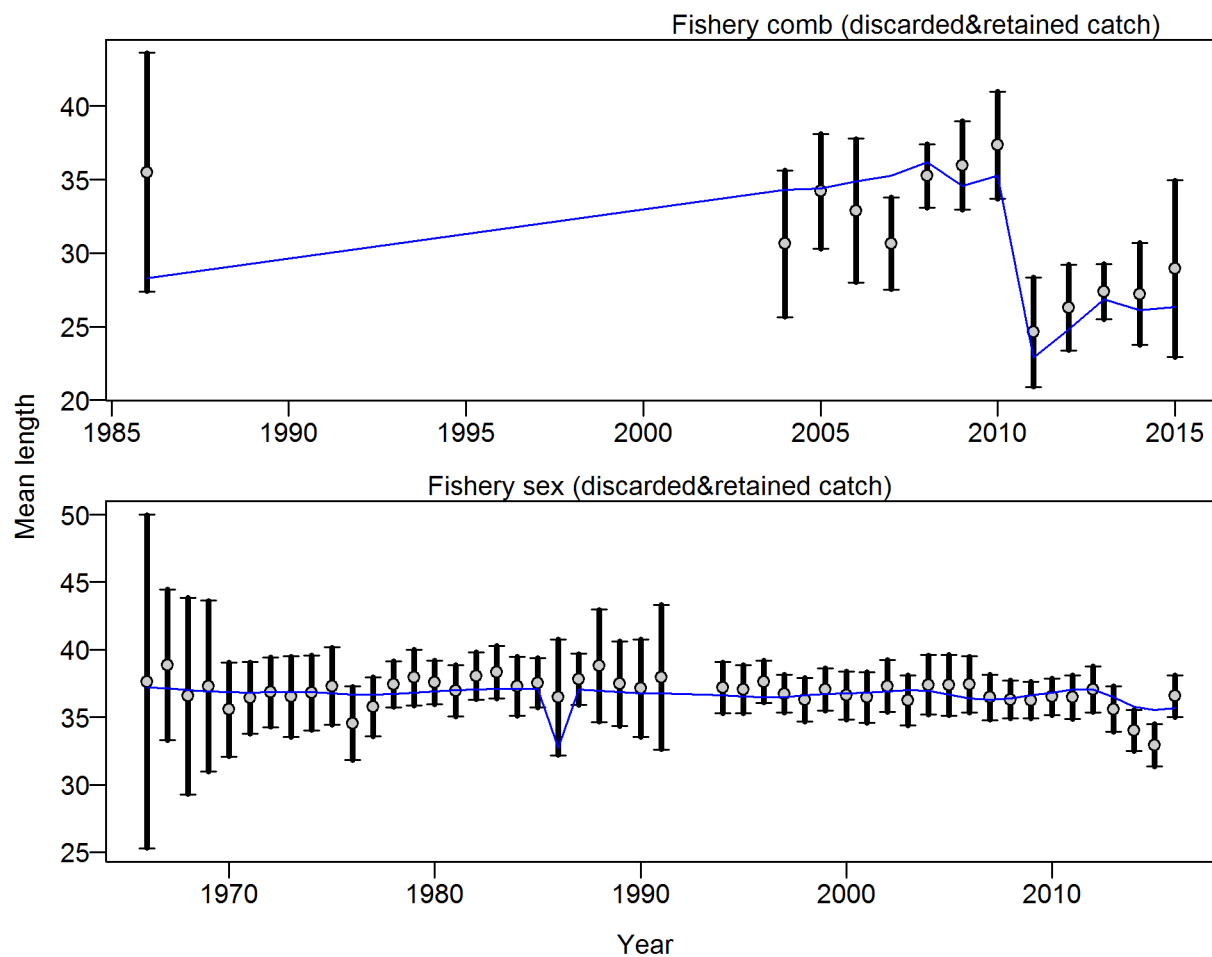 Fishery comb (discarded&retained catch)
40
35
30
25
20
1985 1990 1995 2000 2005 2010 2015
Mean length
Fishery sex (discarded&retained catch)
50
45
40
35
30
25
1970 1980 1990 2000 2010
Year